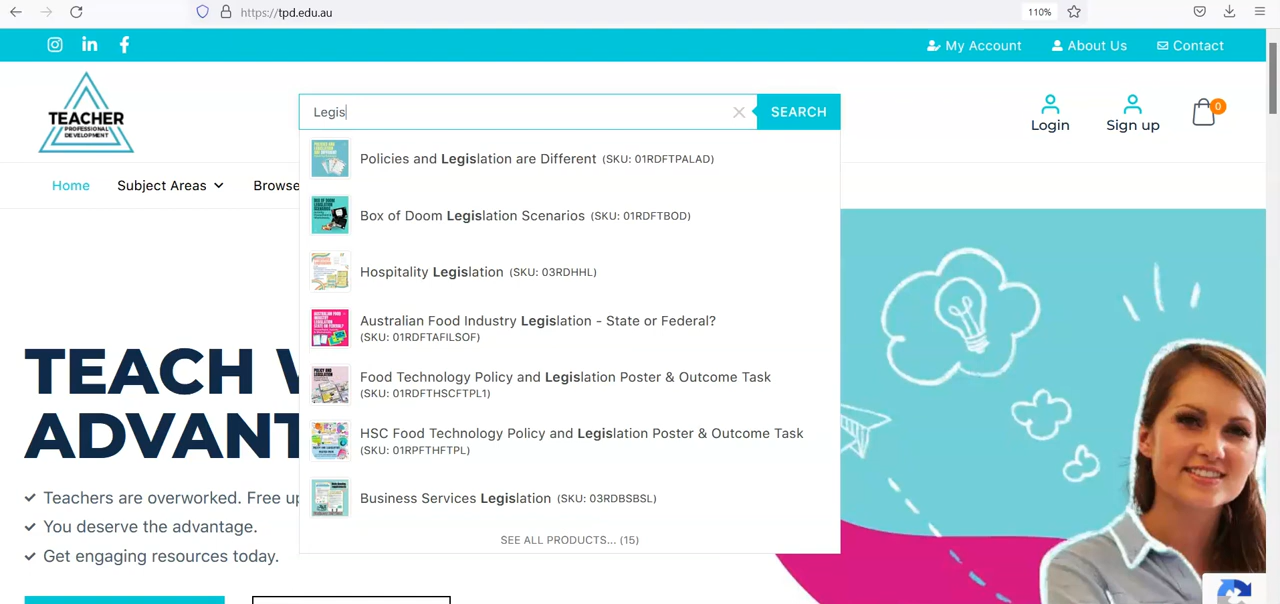 https://tpd.edu.au
110%
My Account
About Us
Contact
TEACHER
PROFESSIONAL
DEVELOPMENT
Legis
SEARCH
Login
Sign up
0
Home
Subject Areas
Browse
Policies and Legislation are Different (SKU: 01RDFTPALAD)
Box of Doom Legislation Scenarios (SKU: 01RDFTBOD)
Hospitality Legislation (SKU: 03RDHHL)
Australian Food Industry Legislation - State or Federal?
(SKU: 01RDFTAFILSOF)
Food Technology Policy and Legislation Poster & Outcome Task
(SKU: 01RDFTHSCFTPL1)
HSC Food Technology Policy and Legislation Poster & Outcome Task
(SKU: 01RPFTHFTPL)
Business Services Legislation (SKU: 03RDBSBSL)
SEE ALL PRODUCTS... (15)
TEACH
ADVANT
Teachers are overworked. Free up
You deserve the advantage.
Get engaging resources today.